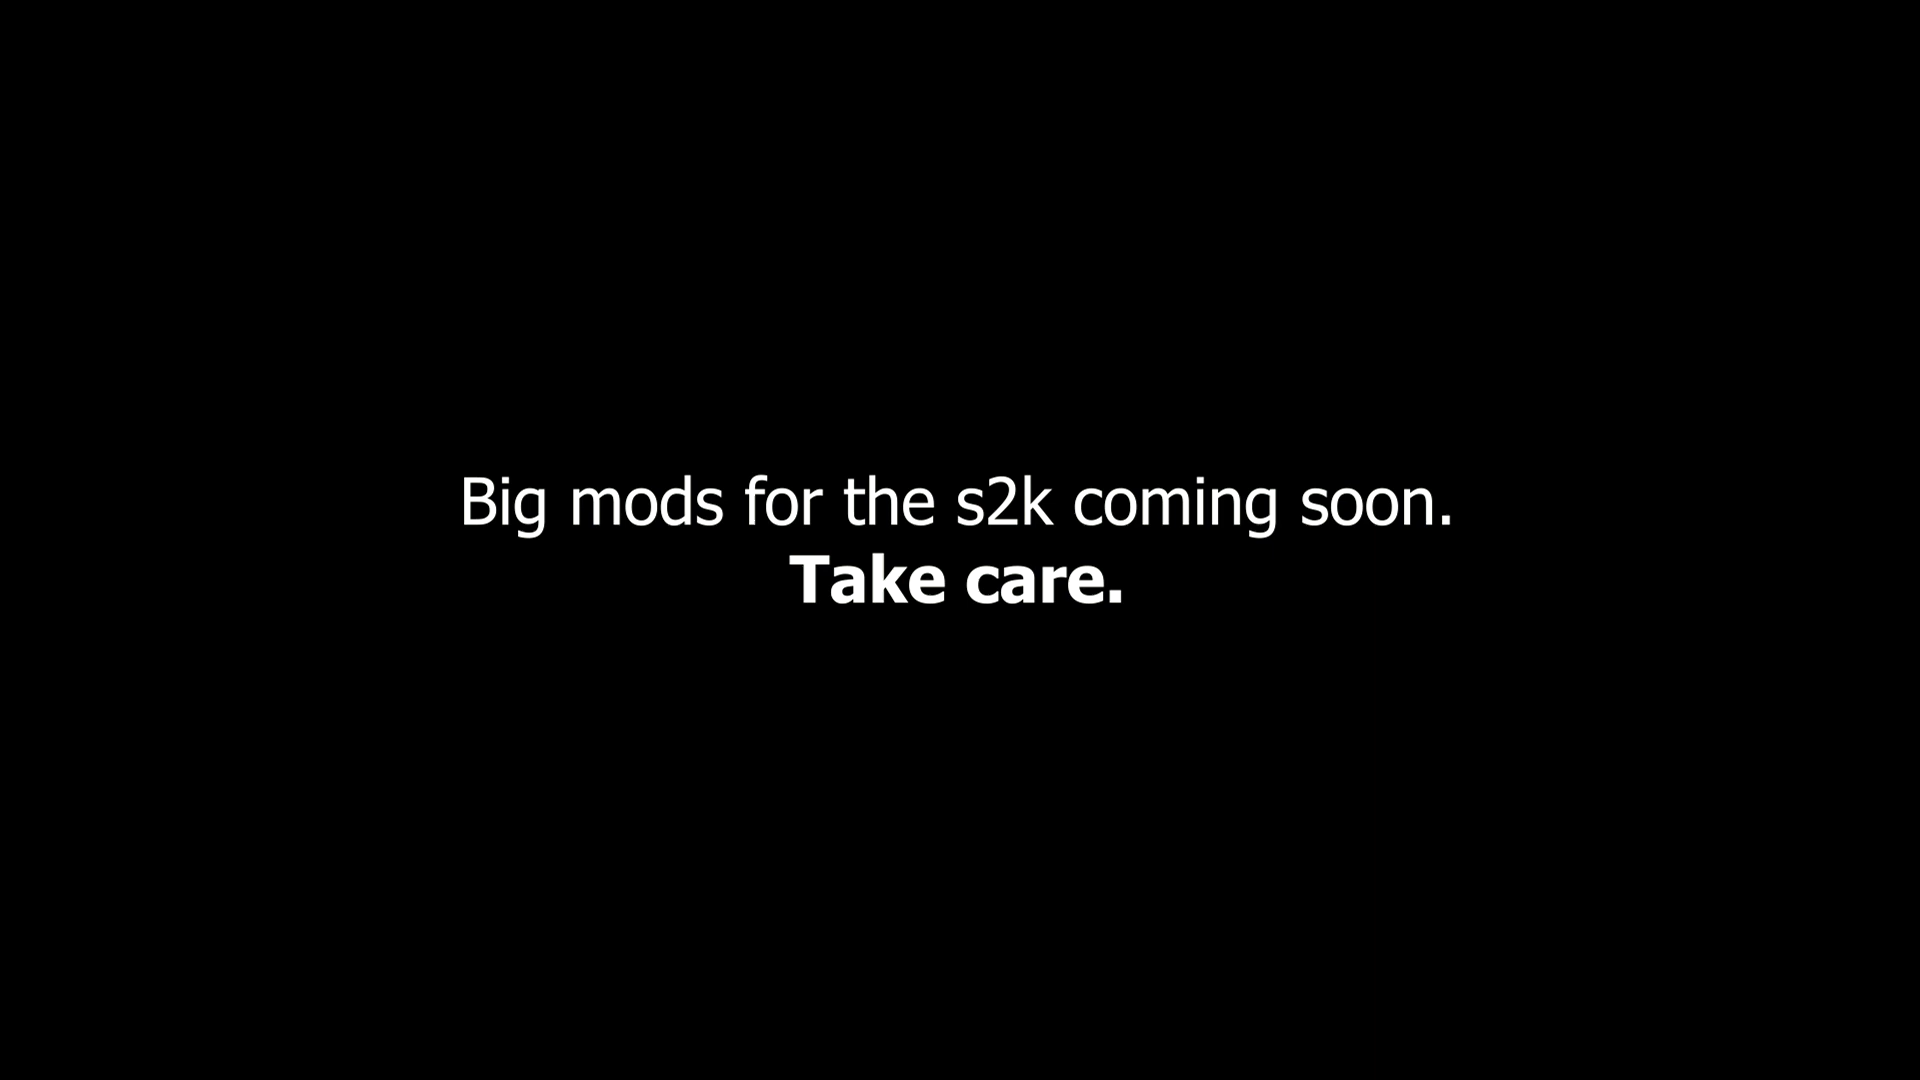 Big mods for the s2k coming soon.
Take care.